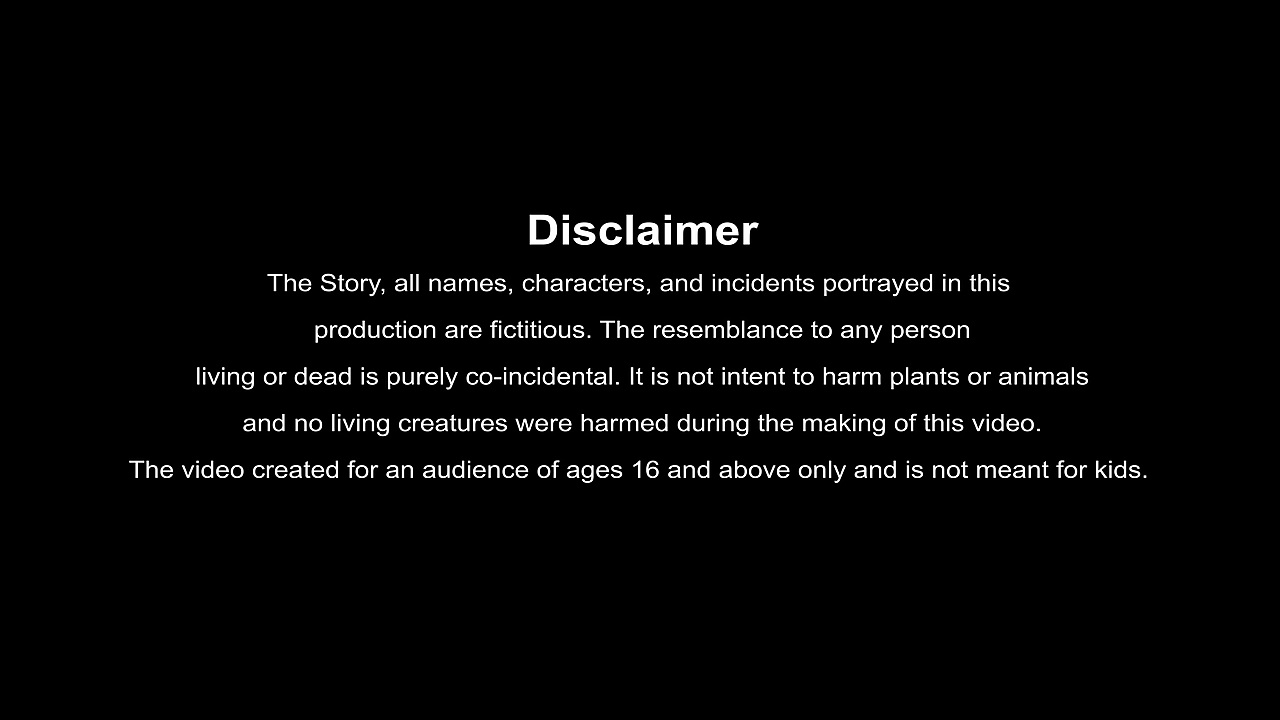 Disclaimer
The Story, all names, characters, and incidents portrayed in this
production are fictitious. The resemblance to any person
living or dead is purely co-incidental. It is not intent to harm plants or animals
and no living creatures were harmed during the making of this video.
The video created for an audience of ages 16 and above only and is not meant for kids.